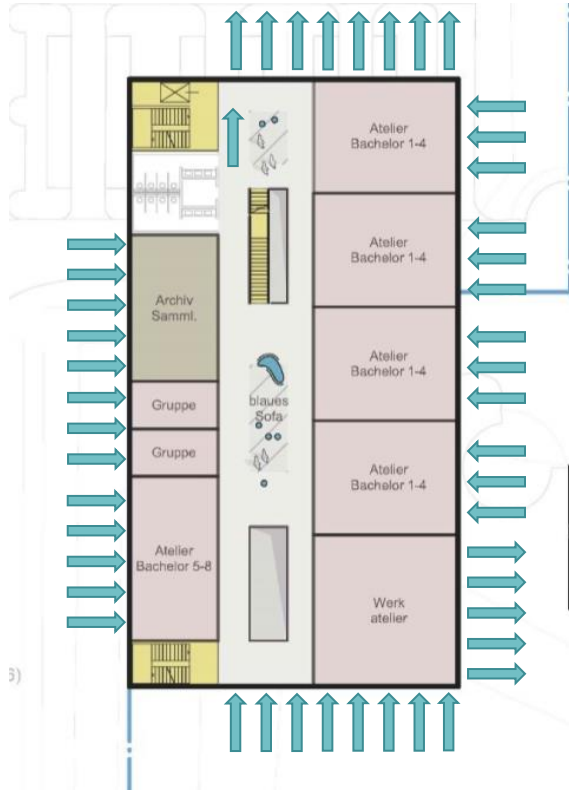 Atelier
Bachelor 1-4
Atelier
Bachelor 1-4
Archiv
Samml.
Atelier
Bachelor 1-4
Gruppe
blaues
Sofa
Gruppe
Atelier
Bachelor 1-4
Atelier
Bachelor 5-8
Werk
atelier
6)